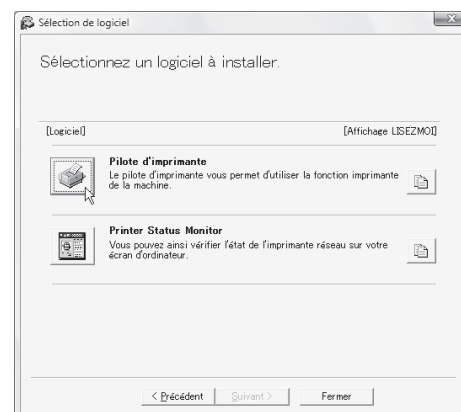 Sélection de logiciel
Sélectionnez un logiciel à installer.
[Logiciel] [Affichage LISEZMOI]
Pilote d'imprimante
Le pilote d'imprimante vous permet d'utiliser la fonction imprimante
de la machine.
Printer Status Monitor
Vous pouvez ainsi vérifier l'état de l'imprimante réseau sur votre
écran d'ordinateur.
< Précédent Suivant > Fermer